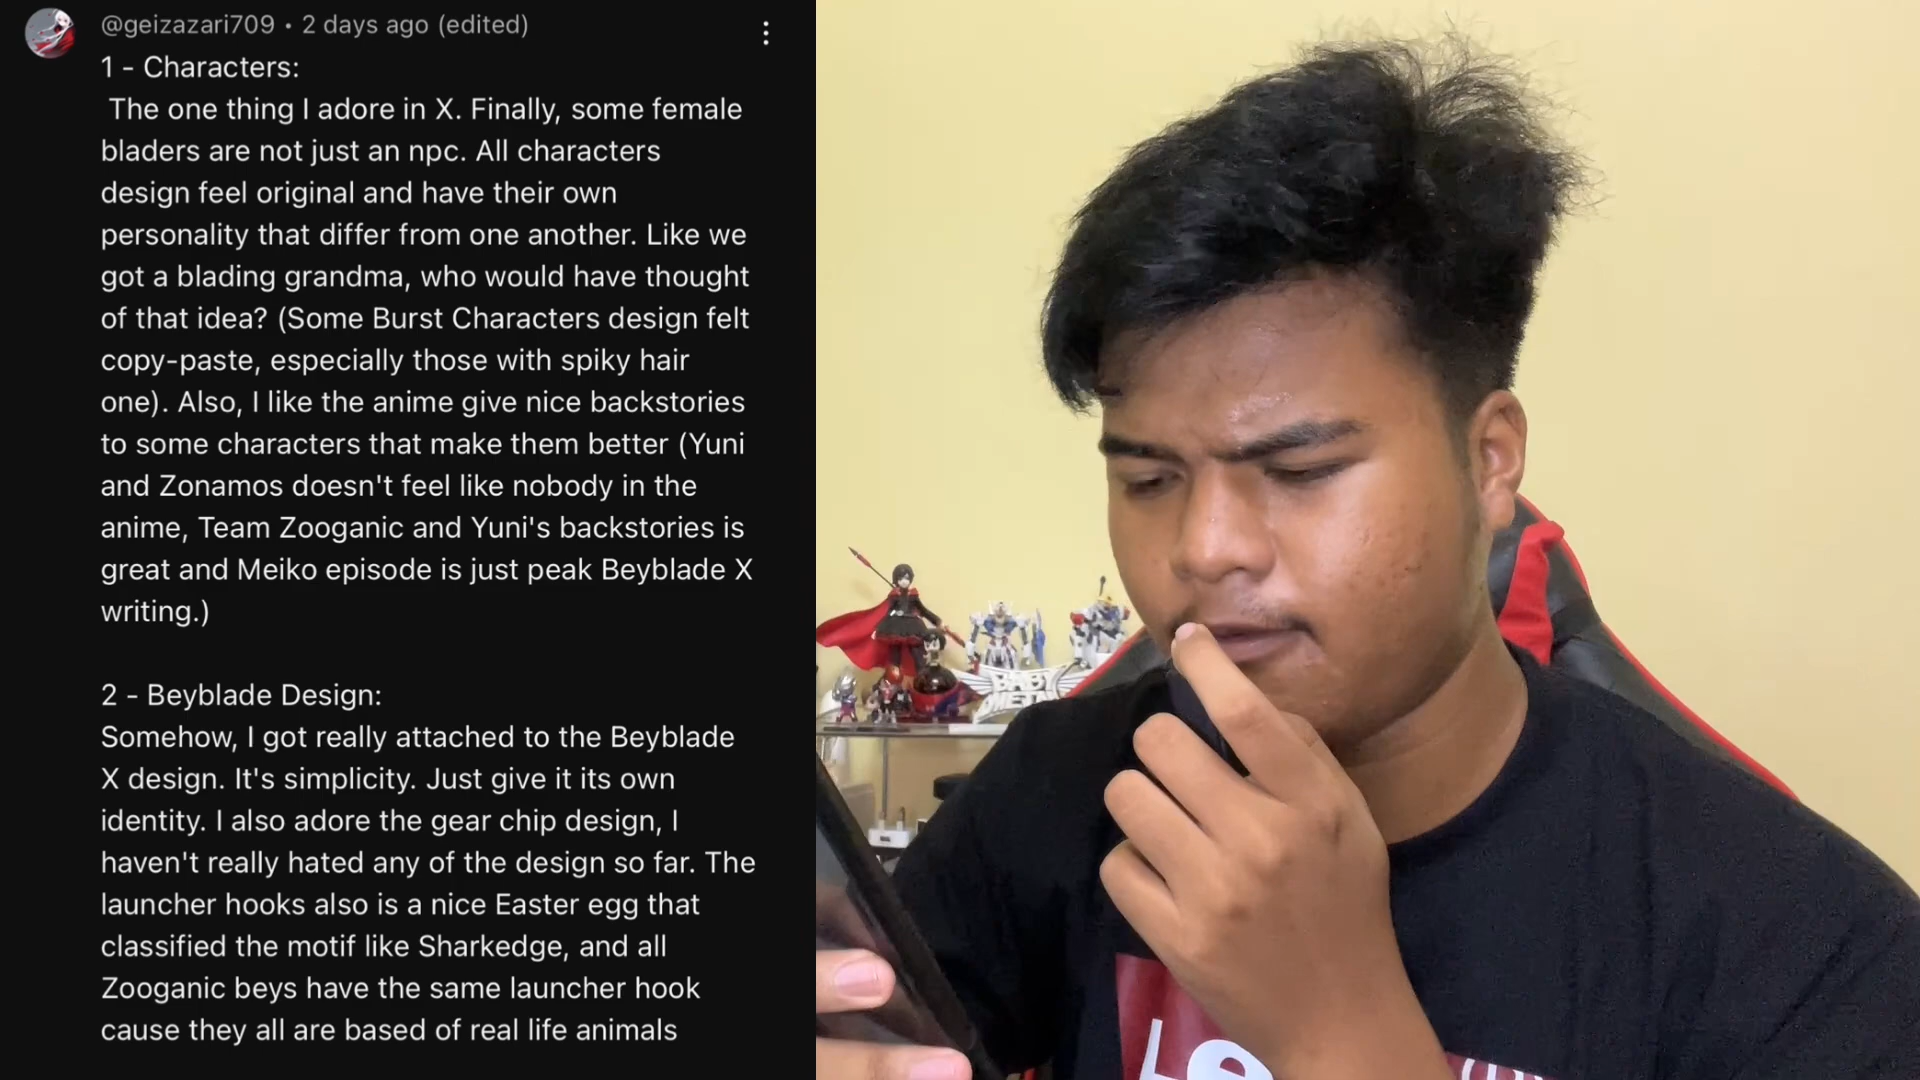 @geizazari709 • 2 days ago (edited)
1 - Characters:
The one thing I adore in X. Finally, some female
bladers are not just an npc. All characters
design feel original and have their own
personality that differ from one another. Like we
got a blading grandma, who would have thought
of that idea? (Some Burst Characters design felt
copy-paste, especially those with spiky hair
one). Also, I like the anime give nice backstories
to some characters that make them better (Yuni
and Zonamos doesn't feel like nobody in the
anime, Team Zooganic and Yuni's backstories is
great and Meiko episode is just peak Beyblade X
writing.)
2 - Beyblade Design:
Somehow, I got really attached to the Beyblade
X design. It's simplicity. Just give it its own
identity. I also adore the gear chip design, I
haven't really hated any of the design so far. The
launcher hooks also is a nice Easter egg that
classified the motif like Sharkedge, and all
Zooganic beys have the same launcher hook
cause they all are based of real life animals
BABY
METAL